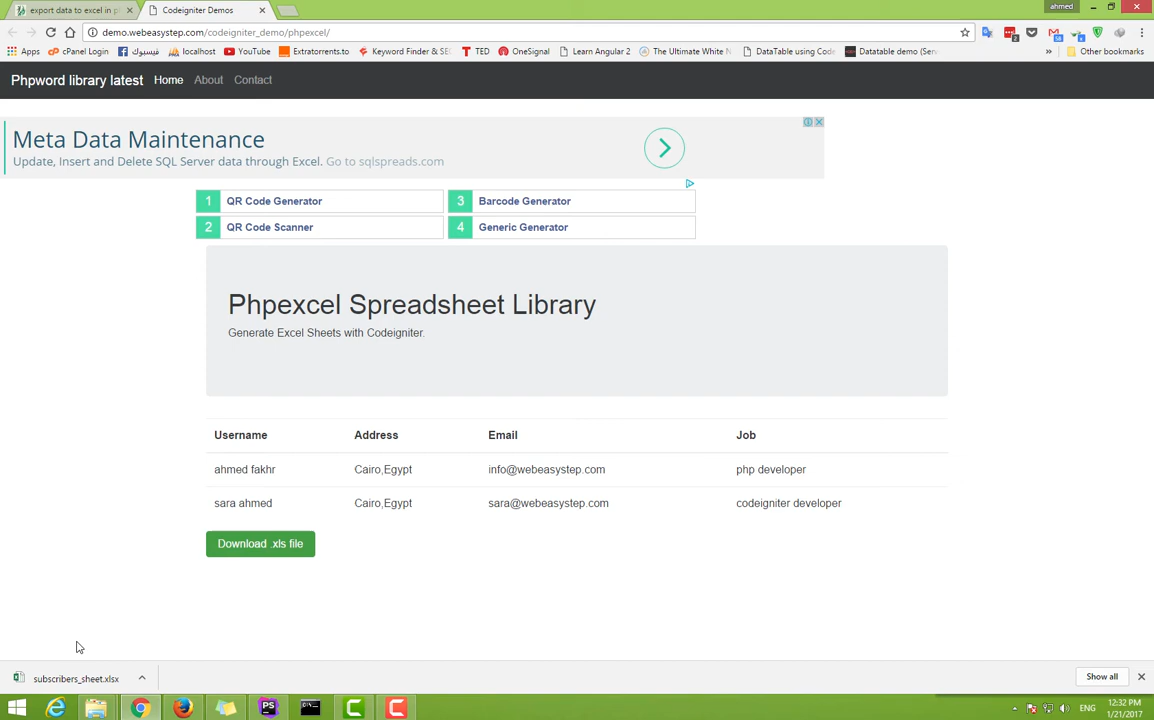 export data to excel in p
Codeigniter Demos
ahmed
demo.webeasystep.com/codeigniter_demo/phpexcel/
Apps cPanel Login فيسبوك localhost YouTube Extratorrents.to Keyword Finder & SE TED OneSignal Learn Angular 2 The Ultimate White DataTable using Code Datatable demo (Serv » Other bookmarks
Phpword library latest Home About Contact
Meta Data Maintenance
Update, Insert and Delete SQL Server data through Excel. Go to sqlspreads.com
1 QR Code Generator
3 Barcode Generator
2 QR Code Scanner
4 Generic Generator
Phpexcel Spreadsheet Library
Generate Excel Sheets with Codeigniter.
Username Address Email Job
ahmed fakhr Cairo,Egypt info@webeasystep.com php developer
sara ahmed Cairo,Egypt sara@webeasystep.com codeigniter developer
Download .xls file
subscribers_sheet.xlsx
Show all
ENG
12:32 PM
1/21/2017